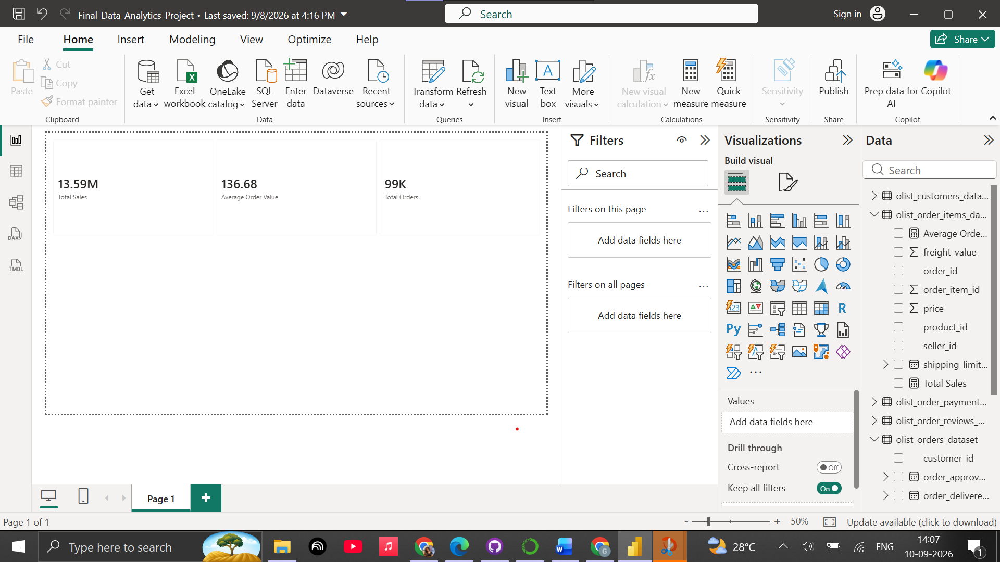 Final_Data_Analytics_Project • Last saved: 9/8/2026 at 4:16 PM
Search
Sign in
File
Home
Insert
Modeling
View
Optimize
Help
Share
Paste
Cut
Copy
Format painter
Clipboard
Get data
Excel workbook
OneLake catalog
SQL Server
Enter data
Dataverse
Recent sources
Data
Transform data
Refresh
Queries
New visual
Text box
More visuals
Insert
New visual calculation
New measure
Quick measure
Calculations
Sensitivity
Sensitivity
Publish
Share
Prep data for AI
Copilot
Copilot
DAX
TMDL
13.59M
Total Sales
136.68
Average Order Value
99K
Total Orders
Filters
Search
Filters on this page
...
Add data fields here
Filters on all pages
...
Add data fields here
Visualizations
Build visual
123
R
Py
...
Values
Add data fields here
Drill through
Cross-report
Off
Keep all filters
On
Data
Search
olist_customers_data...
olist_order_items_da...
Average Orde...
freight_value
order_id
order_item_id
price
product_id
seller_id
shipping_limit...
Total Sales
olist_order_payment...
olist_order_reviews_...
olist_orders_dataset
customer_id
order_approv...
order_delivere...
Page 1
Page 1 of 1
- + 50%
Update available (click to download)
Type here to search
28°C
ENG
14:07
10-09-2026
1